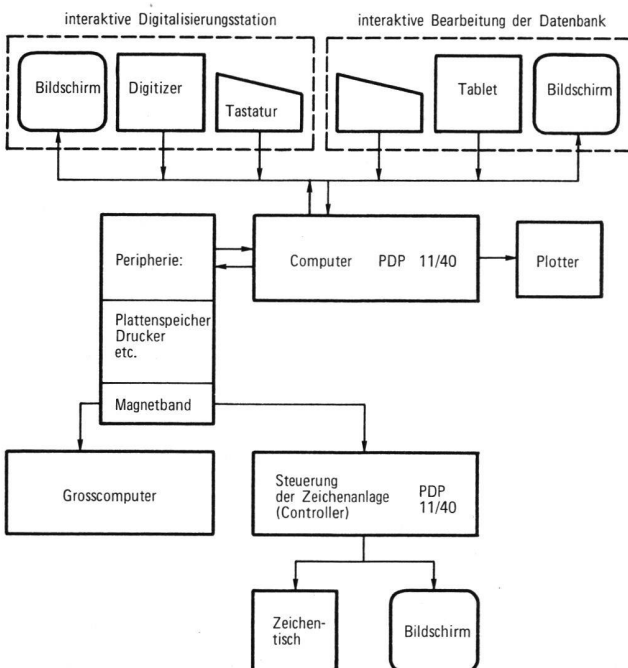 interaktive Digitalisierungsstation
interaktive Bearbeitung der Datenbank
Bildschirm
Digitizer
Tastatur
Tablet
Bildschirm
Peripherie:
Computer PDP 11/40
Plotter
Plattenspeicher
Drucker
etc.
Magnetband
Grosscomputer
Steuerung
der Zeichenanlage
(Controller)
PDP
11/40
Zeichen-
tisch
Bildschirm